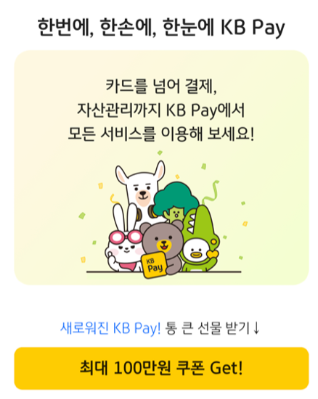 한번에, 한손에, 한눈에 KB Pay
카드를 넘어 결제,
자산관리까지 KB Pay에서
모든 서비스를 이용해 보세요!
KB
Pay
새로워진 KB Pay! 통 큰 선물 받기↓
최대 100만원 쿠폰 Get!